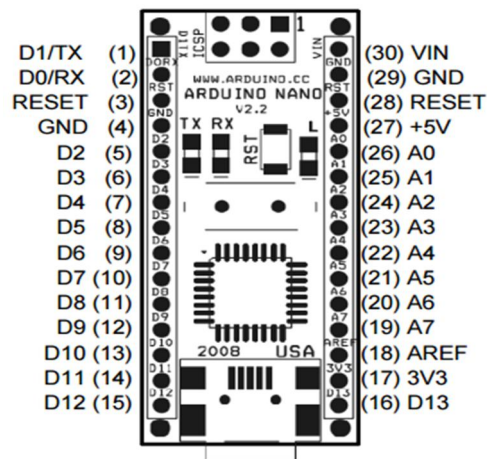 D1/TX (1)
D0/RX (2)
RESET (3)
GND (4)
D2 (5)
D3 (6)
D4 (7)
D5 (8)
D6 (9)
D7 (10)
D8 (11)
D9 (12)
D10 (13)
D11 (14)
D12 (15)
TX1
DORX
RST
GND
D2
D3
D4
D5
D6
D7
D8
D9
D10
D11
D12
ICSP
1
WWW.ARDUINO.CC
ARDUINO NANO
V2.2
TX RX
RST
L
2008 USA
VIN
GND
RST
+5V
A0
A1
A2
A3
A4
A5
A6
A7
AREF
3V3
D13
(30) VIN
(29) GND
(28) RESET
(27) +5V
(26) A0
(25) A1
(24) A2
(23) A3
(22) A4
(21) A5
(20) A6
(19) A7
(18) AREF
(17) 3V3
(16) D13